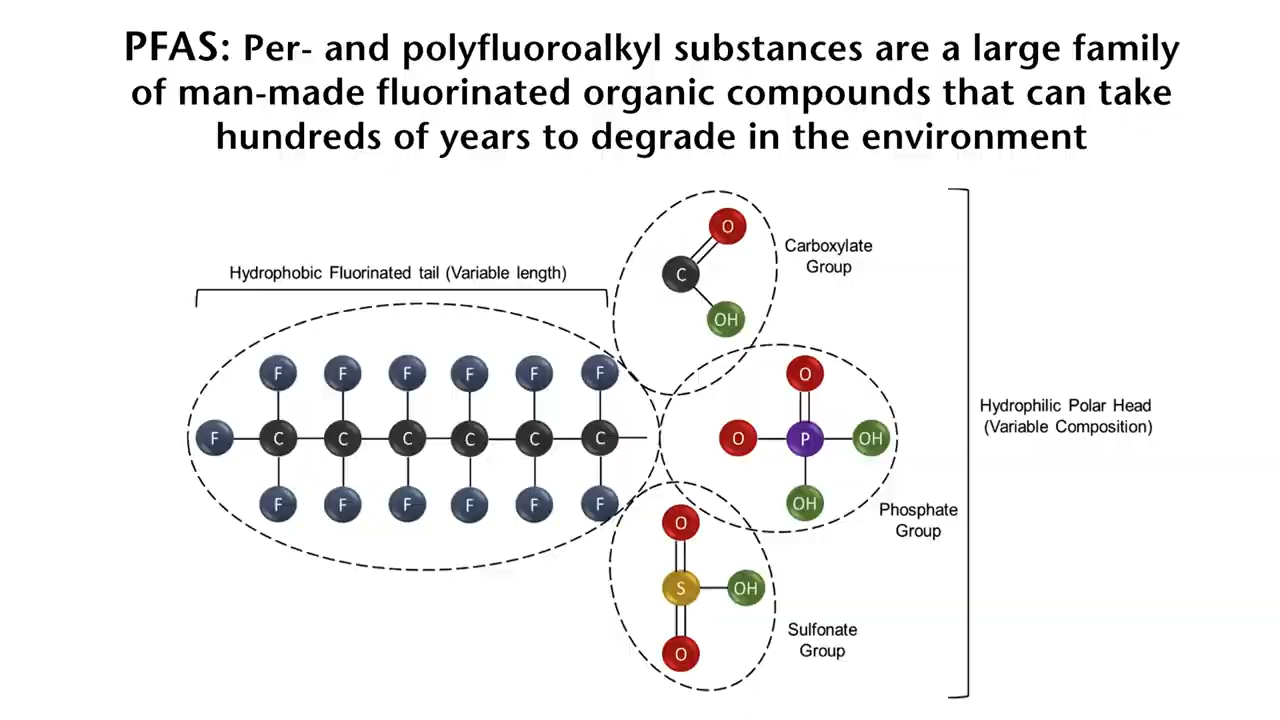 PFAS: Per- and polyfluoroalkyl substances are a large family
of man-made fluorinated organic compounds that can take
hundreds of years to degrade in the environment
Hydrophobic Fluorinated tail (Variable length)
F F F F F F
F C C C C C C
F F F F F F
O
C
OH
Carboxylate
Group
O
O P OH
OH
Phosphate
Group
O
S OH
O
Sulfonate
Group
Hydrophilic Polar Head
(Variable Composition)